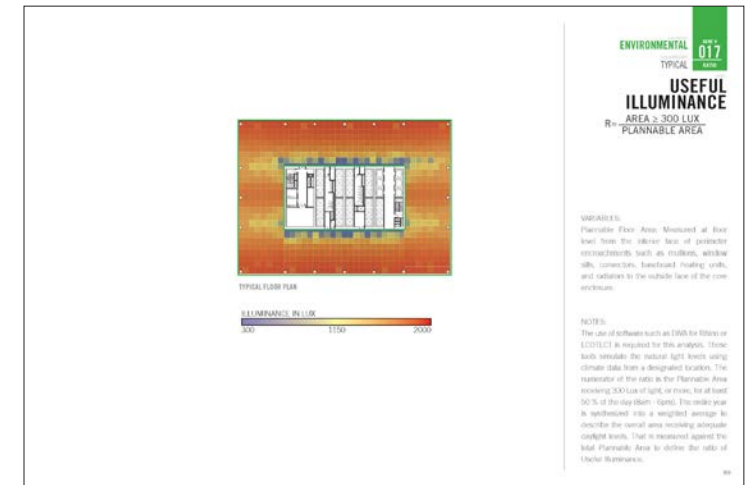 ENVIRONMENTAL
TYPICAL
017
RATIO
USEFUL
ILLUMINANCE
R= AREA ≥ 300 LUX
PLANNABLE AREA
TYPICAL FLOOR PLAN
ILLUMINANCE IN LUX
300 1150 2000
VARIABLES:
Plannable Floor Area: Measured at floor
level from the interior face of perimeter
encroachments such as mullions, window
sills, convectors, baseboard heating units,
and radiators to the outside face of the core
enclosure.
NOTES:
The use of software such as DIVA for Rhino or
ECOTECT is required for this analysis. These
tools simulate the natural light levels using
climate data from a designated location. The
numerator of the ratio is the Plannable Area
receiving 300 Lux of light, or more, for at least
50 % of the day (8am - 6pm). The entire year
is synthesized into a weighted average to
describe the overall area receiving adequate
daylight levels. That is measured against the
total Plannable Area to define the ratio of
Useful Illuminance.